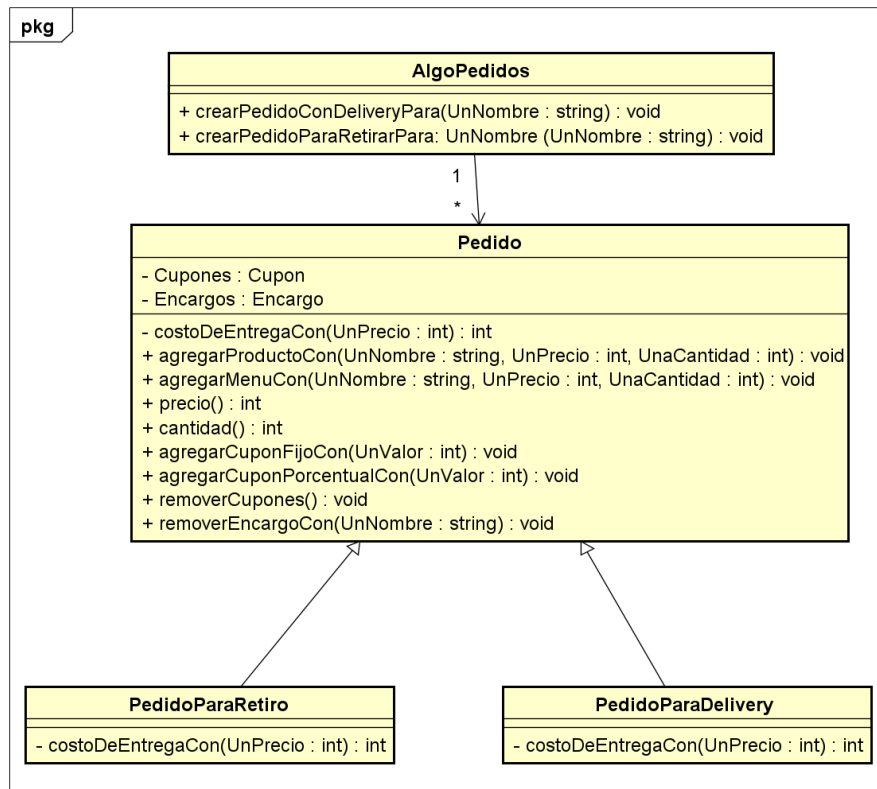 pkg
AlgoPedidos
+ crearPedidoConDeliveryPara(UnNombre : string) : void
+ crearPedidoParaRetirarPara: UnNombre (UnNombre : string) : void
1
*
Pedido
- Cupones : Cupon
- Encargos : Encargo
- costoDeEntregaCon(UnPrecio : int) : int
+ agregarProductoCon(UnNombre : string, UnPrecio : int, UnaCantidad : int) : void
+ agregarMenuCon(UnNombre : string, UnPrecio : int, UnaCantidad : int) : void
+ precio() : int
+ cantidad() : int
+ agregarCuponFijoCon(UnValor : int) : void
+ agregarCuponPorcentualCon(UnValor : int) : void
+ removerCupones() : void
+ removerEncargoCon(UnNombre : string) : void
PedidoParaRetiro
- costoDeEntregaCon(UnPrecio : int) : int
PedidoParaDelivery
- costoDeEntregaCon(UnPrecio : int) : int